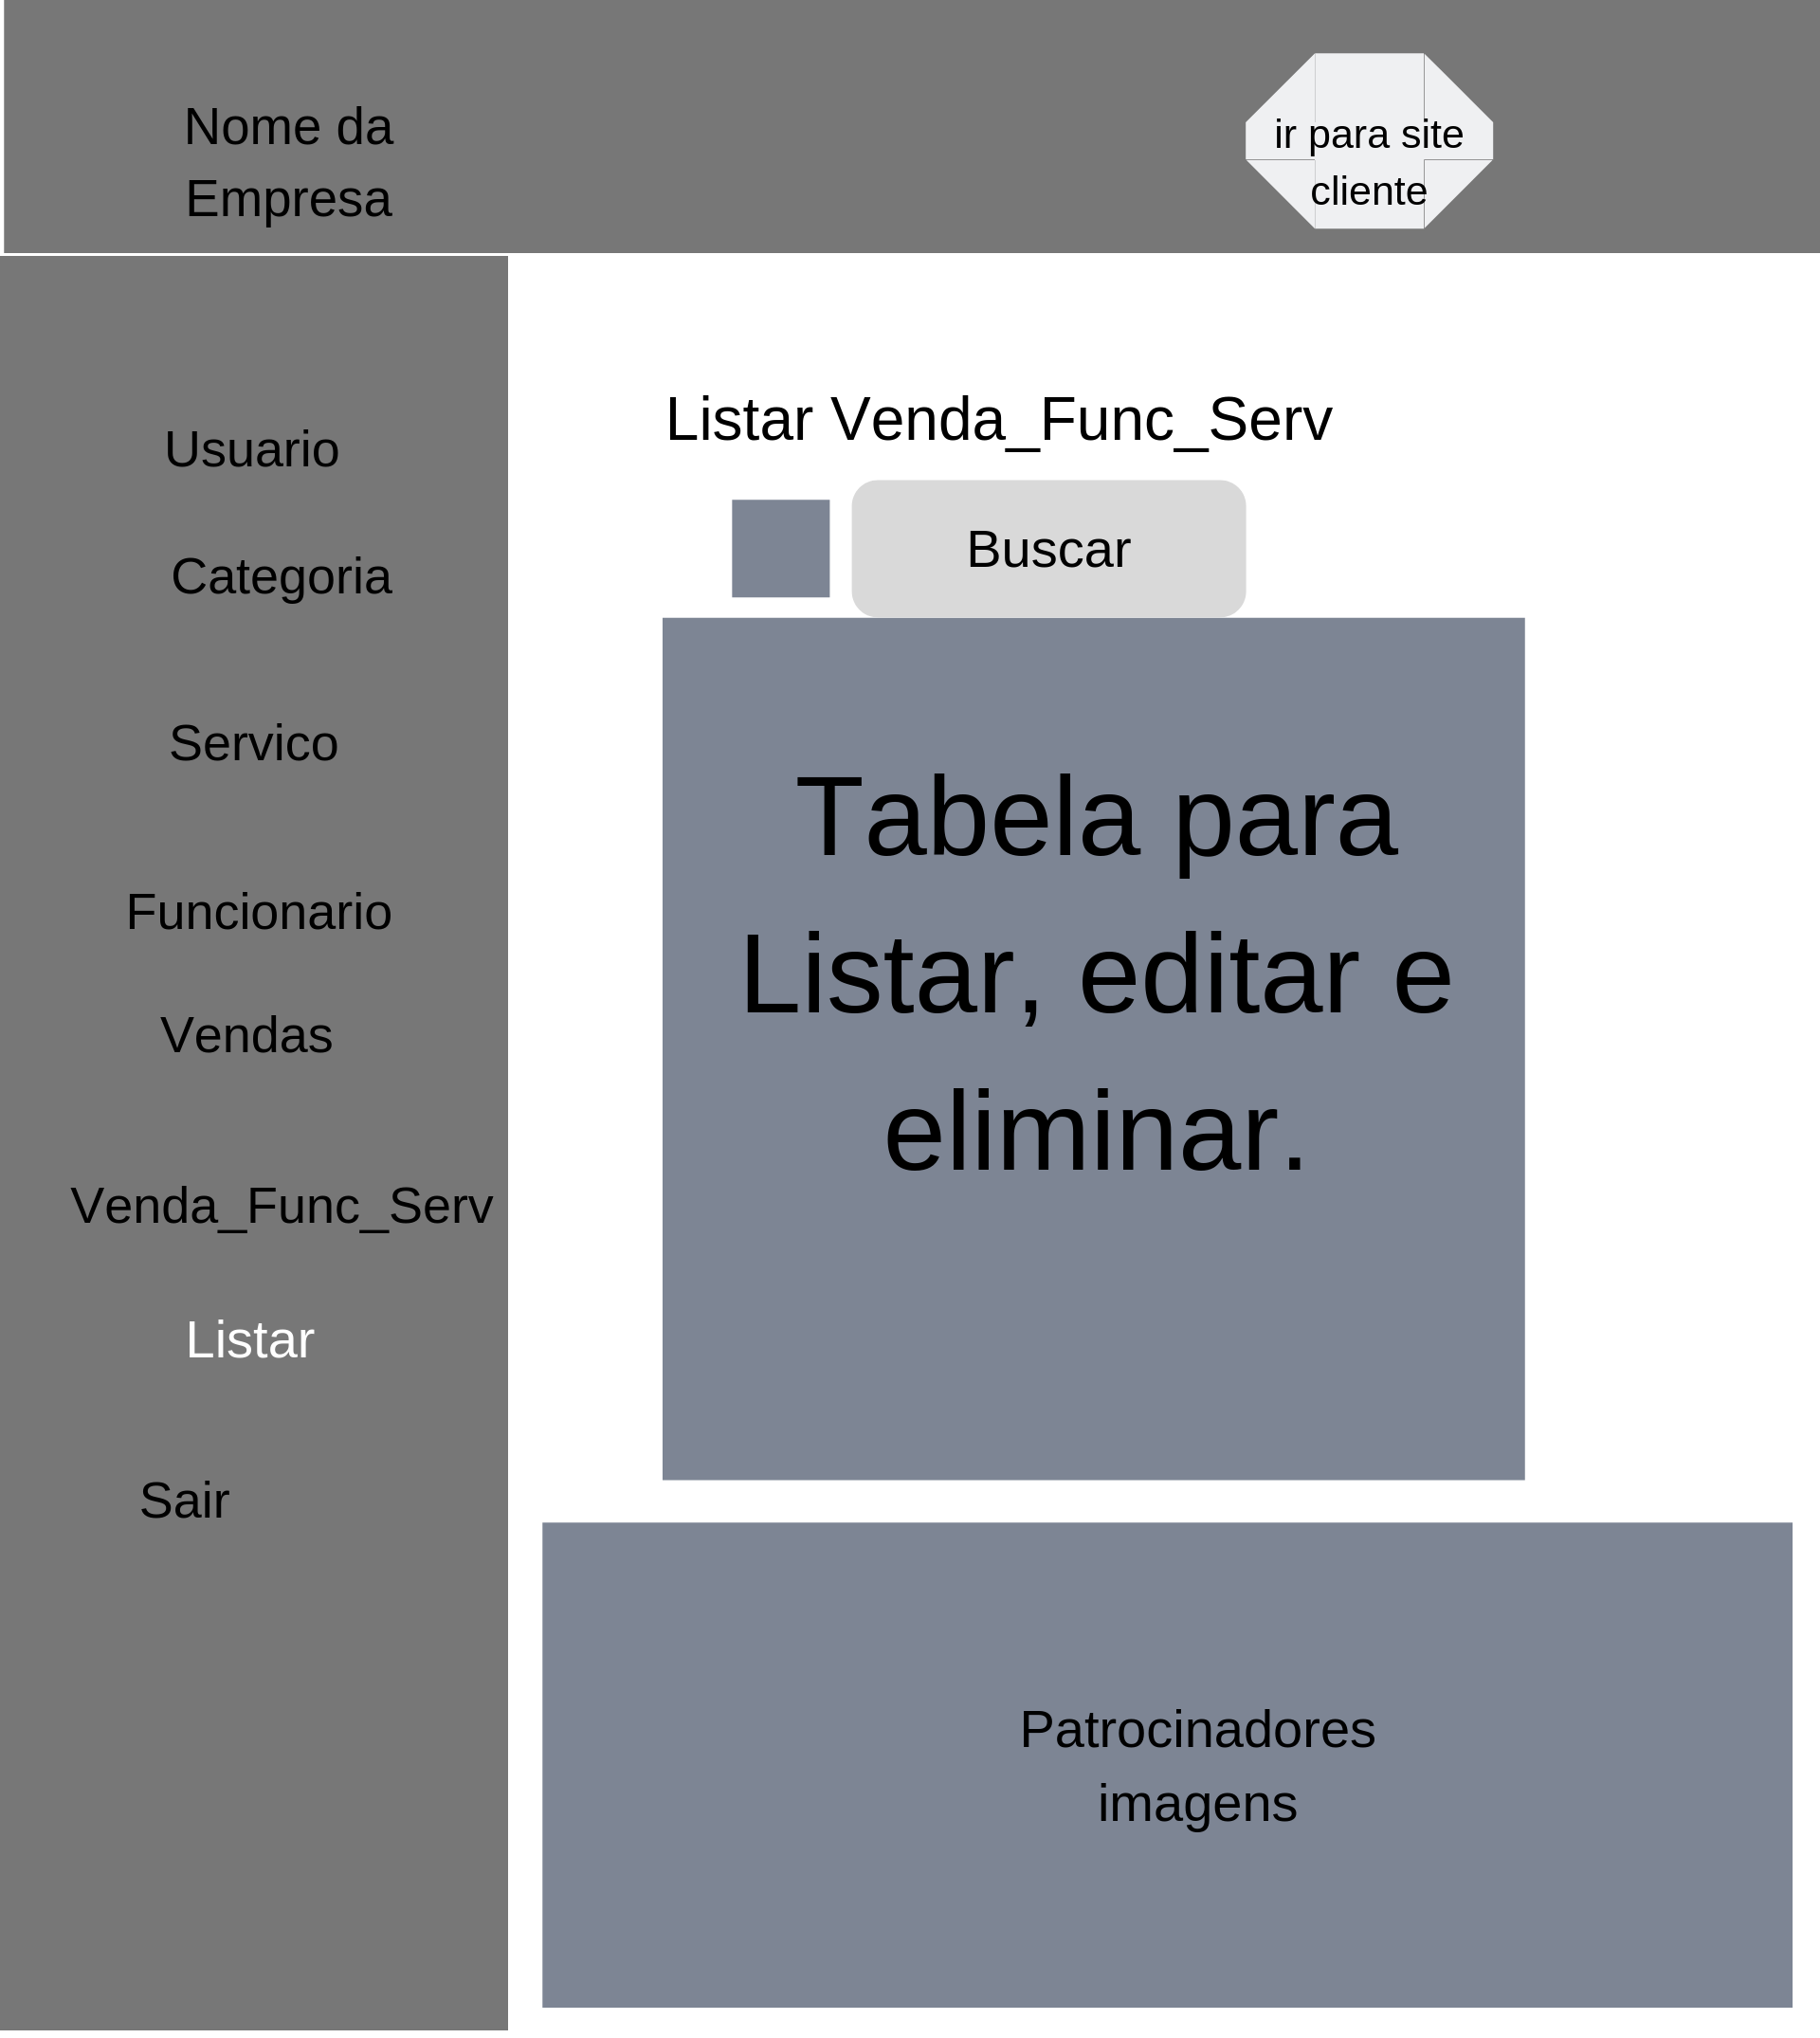 Nome da
Empresa
ir para site
cliente
Usuario
Categoria
Servico
Funcionario
Vendas
Venda_Func_Serv
Listar
Sair
Listar Venda_Func_Serv
Buscar
Tabela para
Listar, editar e
eliminar.
Patrocinadores
imagens